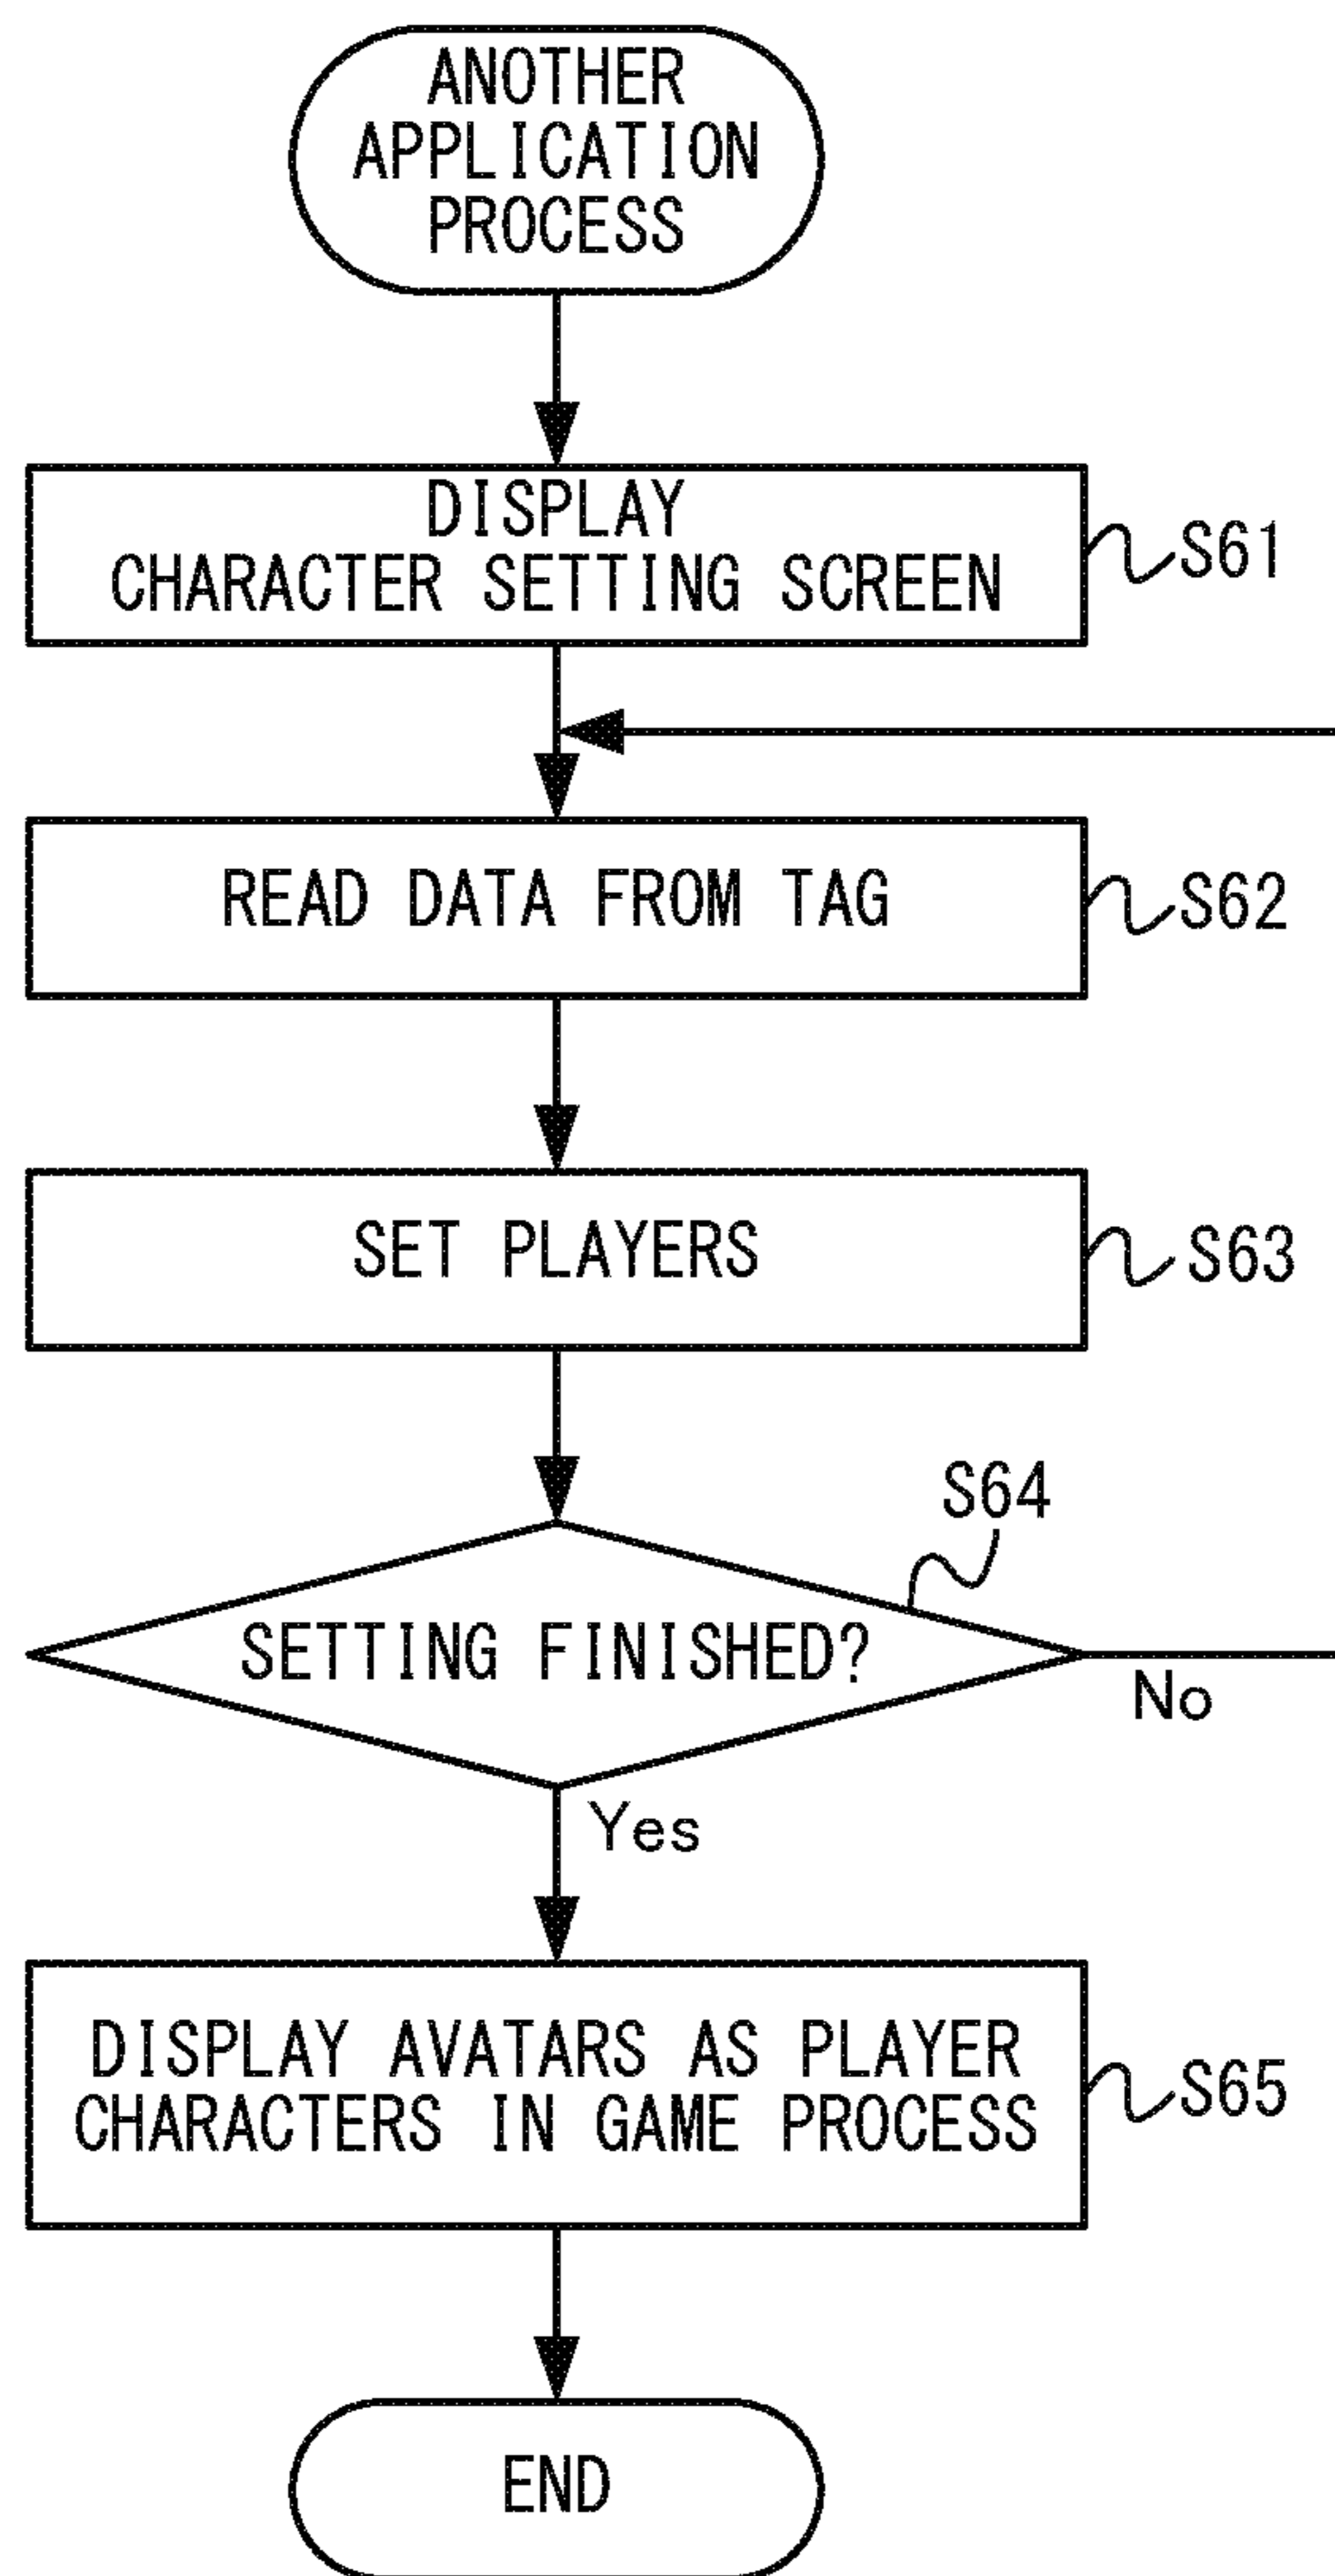 ANOTHER
APPLICATION
PROCESS
DISPLAY
CHARACTER SETTING SCREEN
S61
READ DATA FROM TAG
S62
SET PLAYERS
S63
S64
SETTING FINISHED?
No
Yes
DISPLAY AVATARS AS PLAYER
CHARACTERS IN GAME PROCESS
S65
END